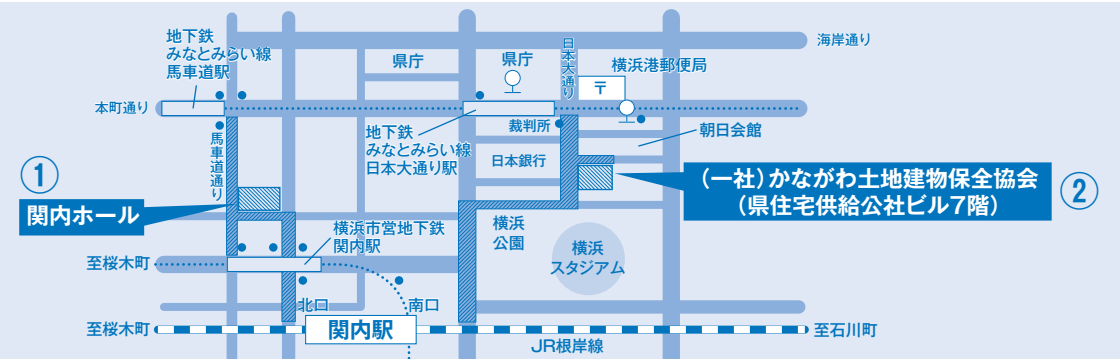 地下鉄
みなとみらい線
馬車道駅
県庁
県庁
日本大通り
横浜港郵便局
〒
海岸通り
本町通り
地下鉄
みなとみらい線
日本大通り駅
裁判所
日本銀行
朝日会館
馬車道通り
①
関内ホール
(一社)かながわ土地建物保全協会
(県住宅供給公社ビル7階)
②
横浜市営地下鉄
関内駅
横浜
公園
横浜
スタジアム
至桜木町
北口
南口
至桜木町
関内駅
JR根岸線
至石川町